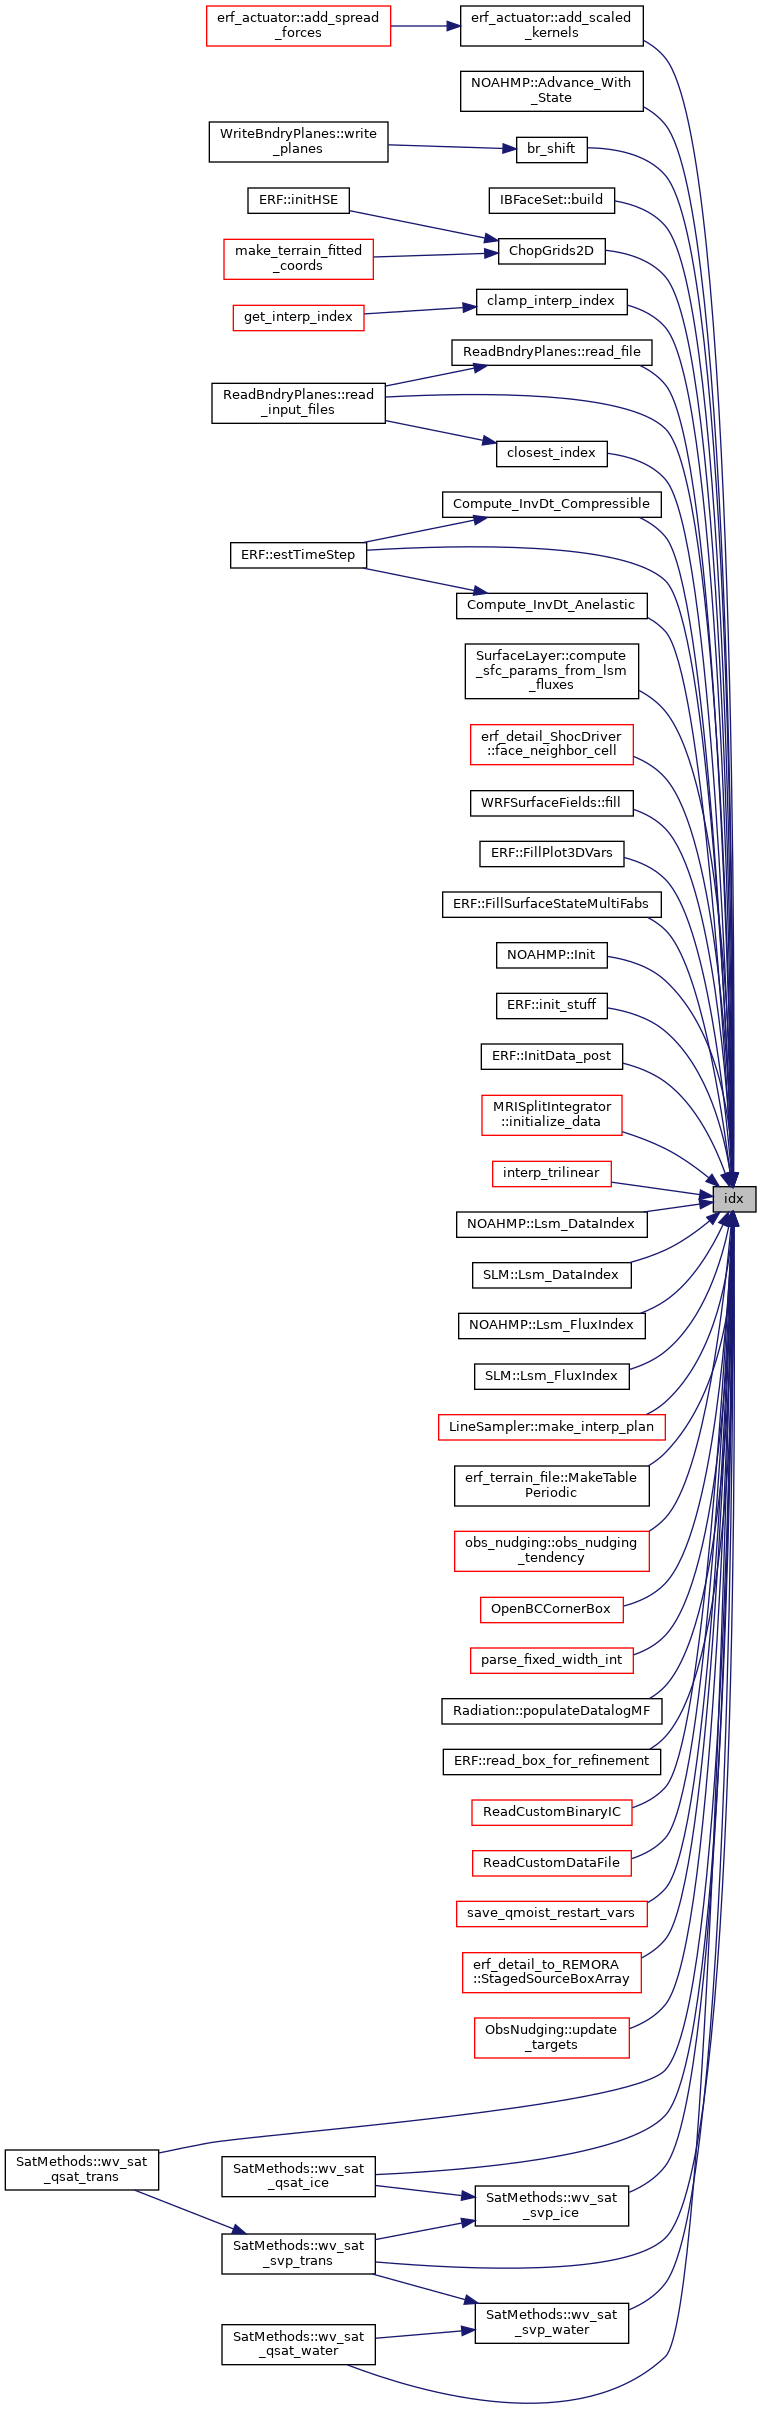 erf_actuator::add_spread
_forces
erf_actuator::add_scaled
_kernels
NOAHMP::Advance_With
_State
WriteBndryPlanes::write
_planes
br_shift
ERF::initHSE
IBFaceSet::build
make_terrain_fitted
_coords
ChopGrids2D
get_interp_index
clamp_interp_index
ReadBndryPlanes::read_file
ReadBndryPlanes::read
_input_files
closest_index
Compute_InvDt_Compressible
ERF::estTimeStep
Compute_InvDt_Anelastic
SurfaceLayer::compute
_sfc_params_from_lsm
_fluxes
erf_detail_ShocDriver
::face_neighbor_cell
WRFSurfaceFields::fill
ERF::FillPlot3DVars
ERF::FillSurfaceStateMultiFabs
NOAHMP::Init
ERF::init_stuff
ERF::InitData_post
MRISplitIntegrator
::initialize_data
interp_trilinear
idx
NOAHMP::Lsm_DataIndex
SLM::Lsm_DataIndex
NOAHMP::Lsm_FluxIndex
SLM::Lsm_FluxIndex
LineSampler::make_interp_plan
erf_terrain_file::MakeTable
Periodic
obs_nudging::obs_nudging
_tendency
OpenBCCornerBox
parse_fixed_width_int
Radiation::populateDatalogMF
ERF::read_box_for_refinement
ReadCustomBinaryIC
ReadCustomDataFile
save_qmoist_restart_vars
erf_detail_to_REMORA
::StagedSourceBoxArray
ObsNudging::update
_targets
SatMethods::wv_sat
_qsat_trans
SatMethods::wv_sat
_qsat_ice
SatMethods::wv_sat
_svp_ice
SatMethods::wv_sat
_svp_trans
SatMethods::wv_sat
_svp_water
SatMethods::wv_sat
_qsat_water